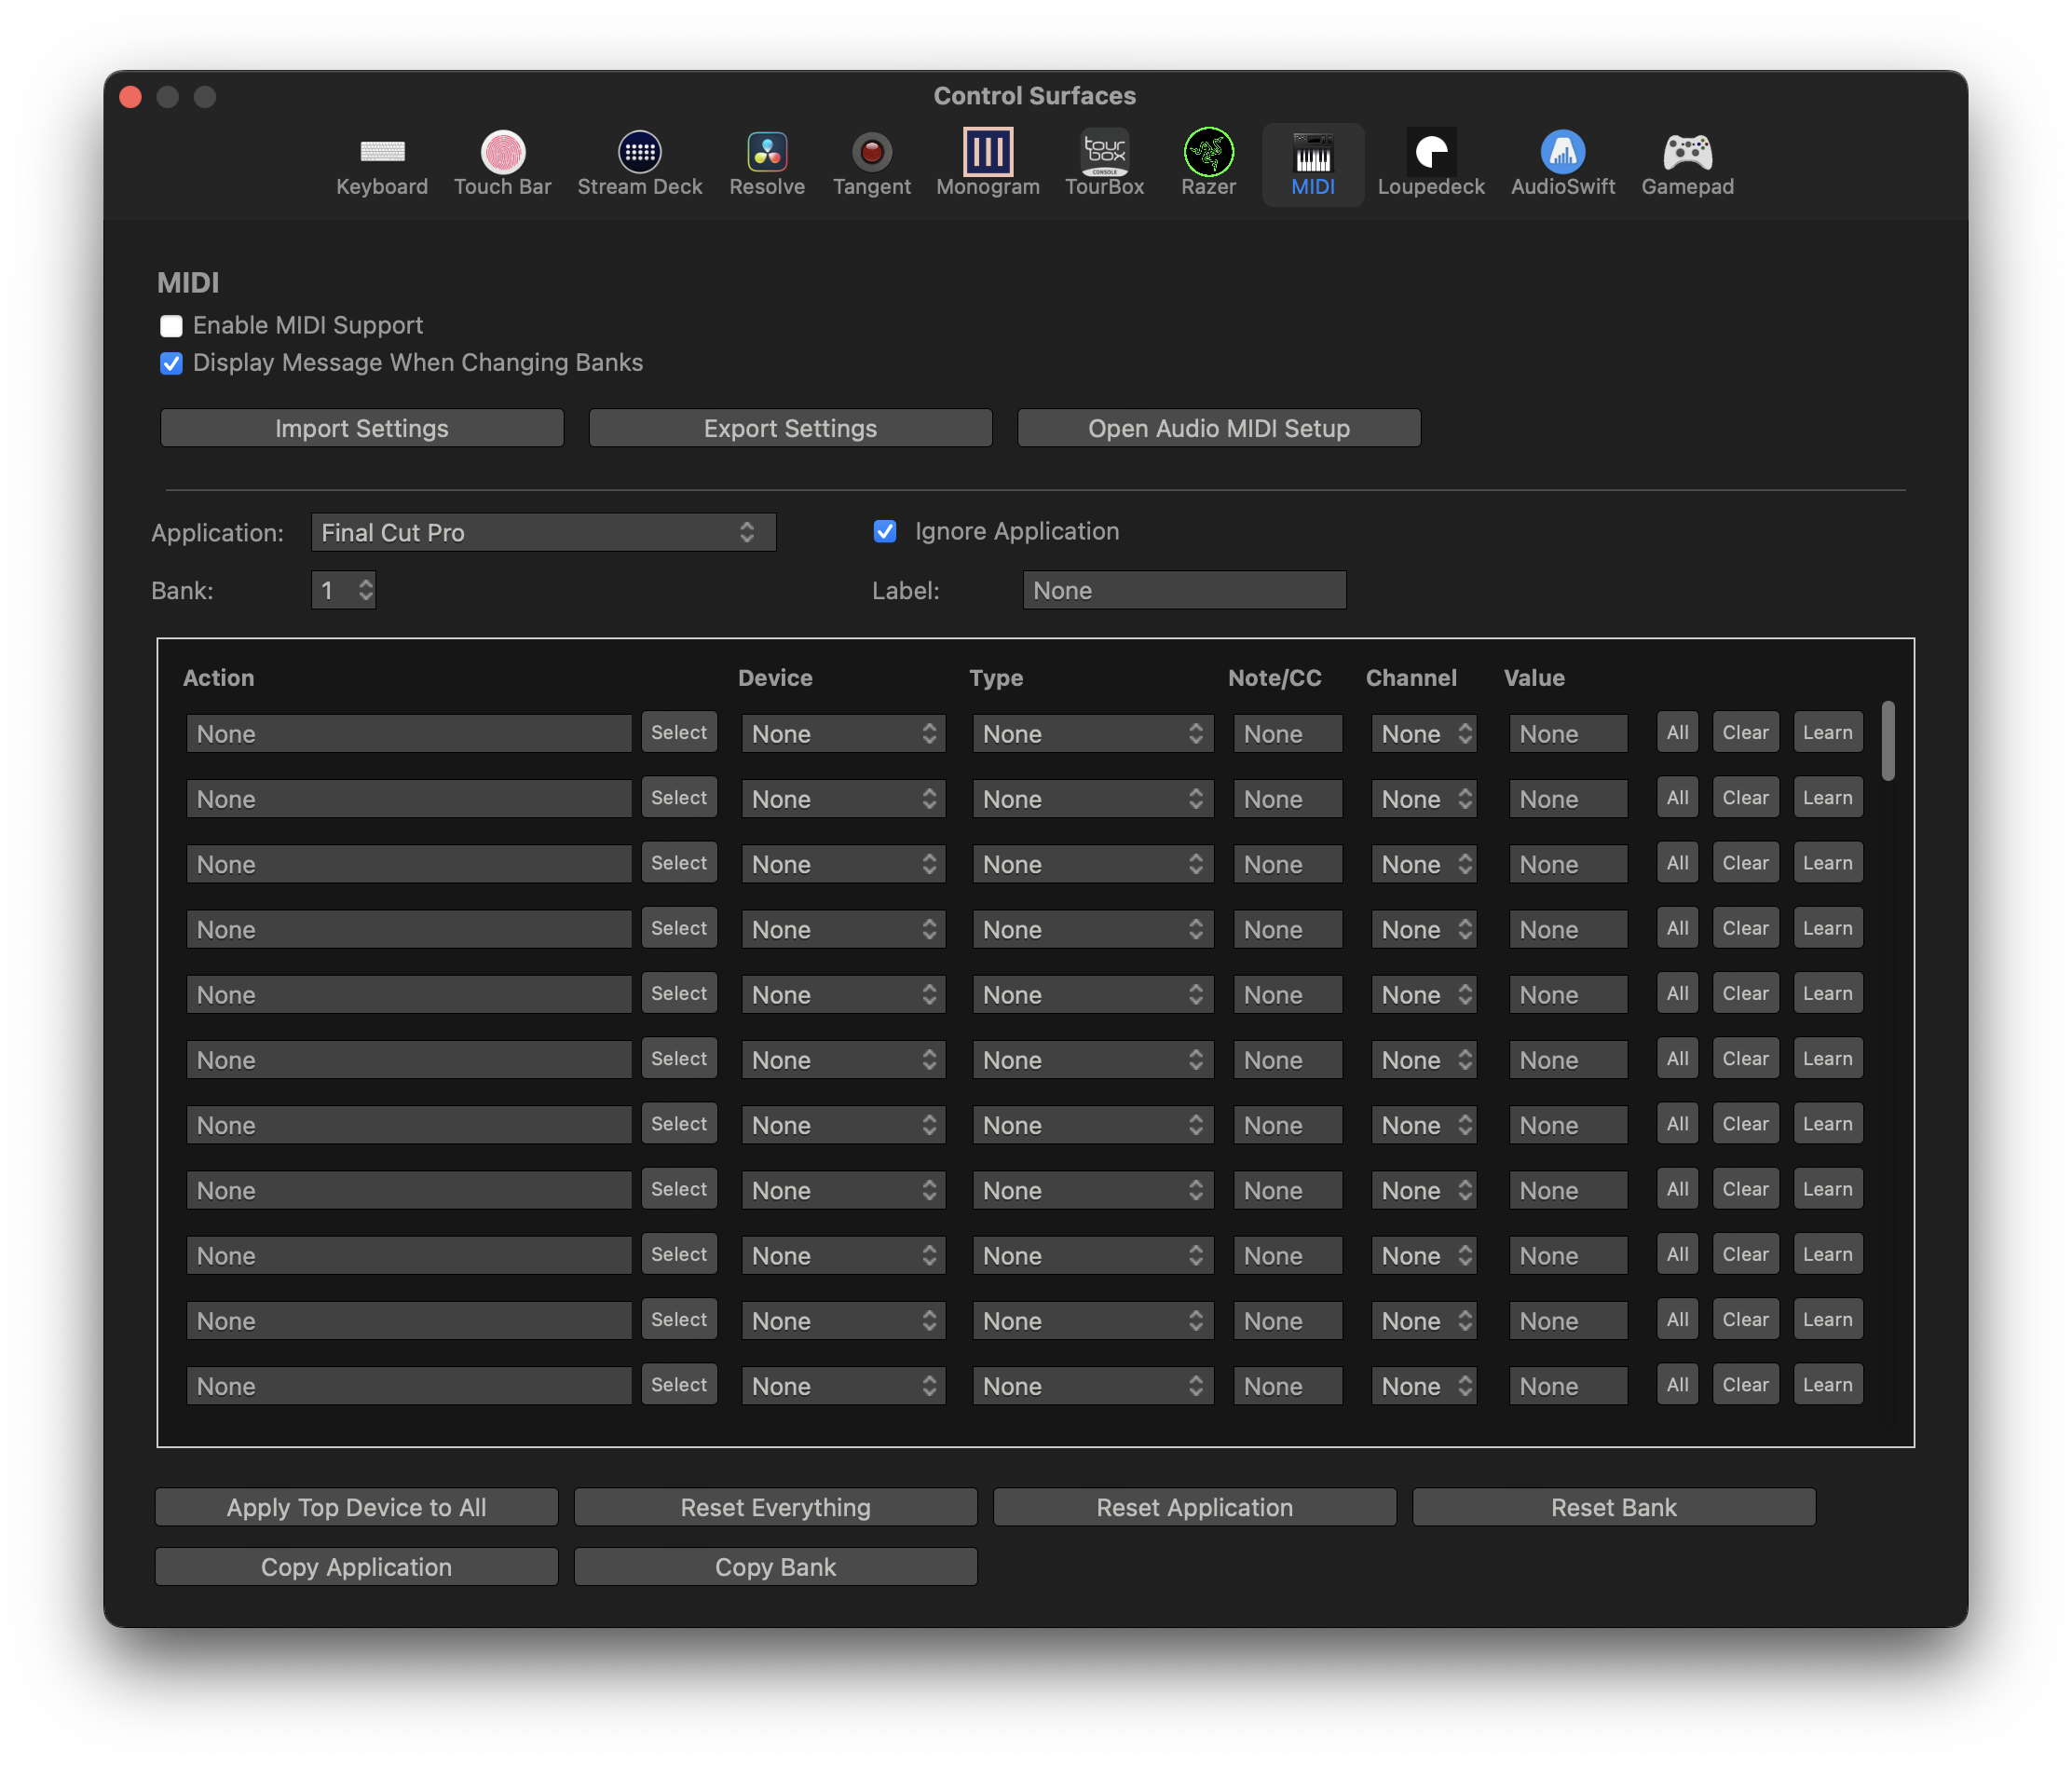 Control Surfaces
Keyboard Touch Bar Stream Deck Resolve Tangent Monogram tour box CONSOLE TourBox Razer MIDI Loupedeck AudioSwift Gamepad
MIDI
Enable MIDI Support
Display Message When Changing Banks
Import Settings Export Settings Open Audio MIDI Setup
Application: Final Cut Pro Ignore Application
Bank: 1 Label: None
Action Device Type Note/CC Channel Value
None Select None None None None None All Clear Learn
None Select None None None None None All Clear Learn
None Select None None None None None All Clear Learn
None Select None None None None None All Clear Learn
None Select None None None None None All Clear Learn
None Select None None None None None All Clear Learn
None Select None None None None None All Clear Learn
None Select None None None None None All Clear Learn
None Select None None None None None All Clear Learn
None Select None None None None None All Clear Learn
None Select None None None None None All Clear Learn
Apply Top Device to All Reset Everything Reset Application Reset Bank
Copy Application Copy Bank